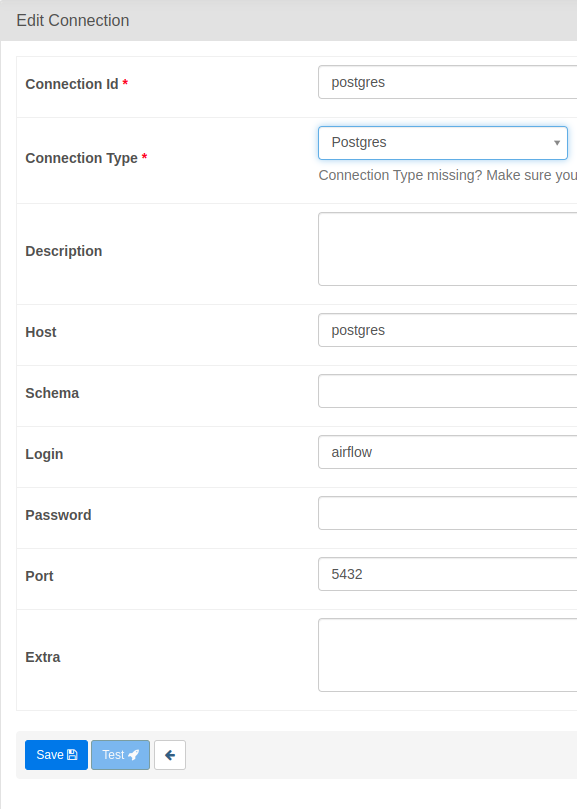 Edit Connection
Connection Id *
postgres
Connection Type *
Postgres
Connection Type missing? Make sure you
Description
Host
postgres
Schema
Login
airflow
Password
Port
5432
Extra
Save
Test